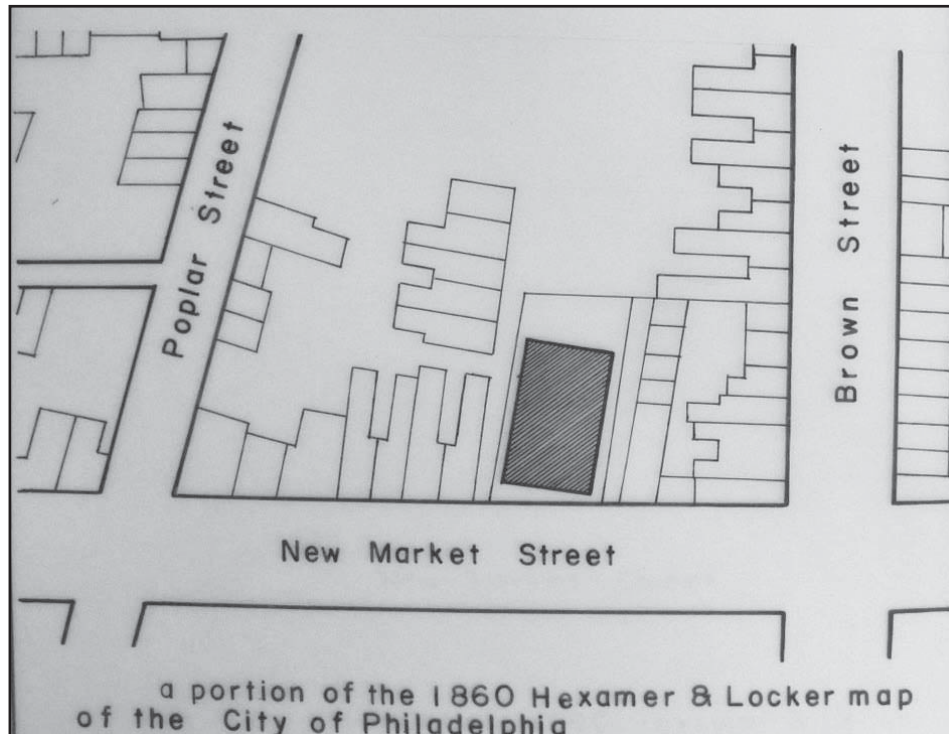 Poplar Street
Brown Street
New Market Street
a portion of the 1860 Hexamer & Locker map
of the City of Philadelphia